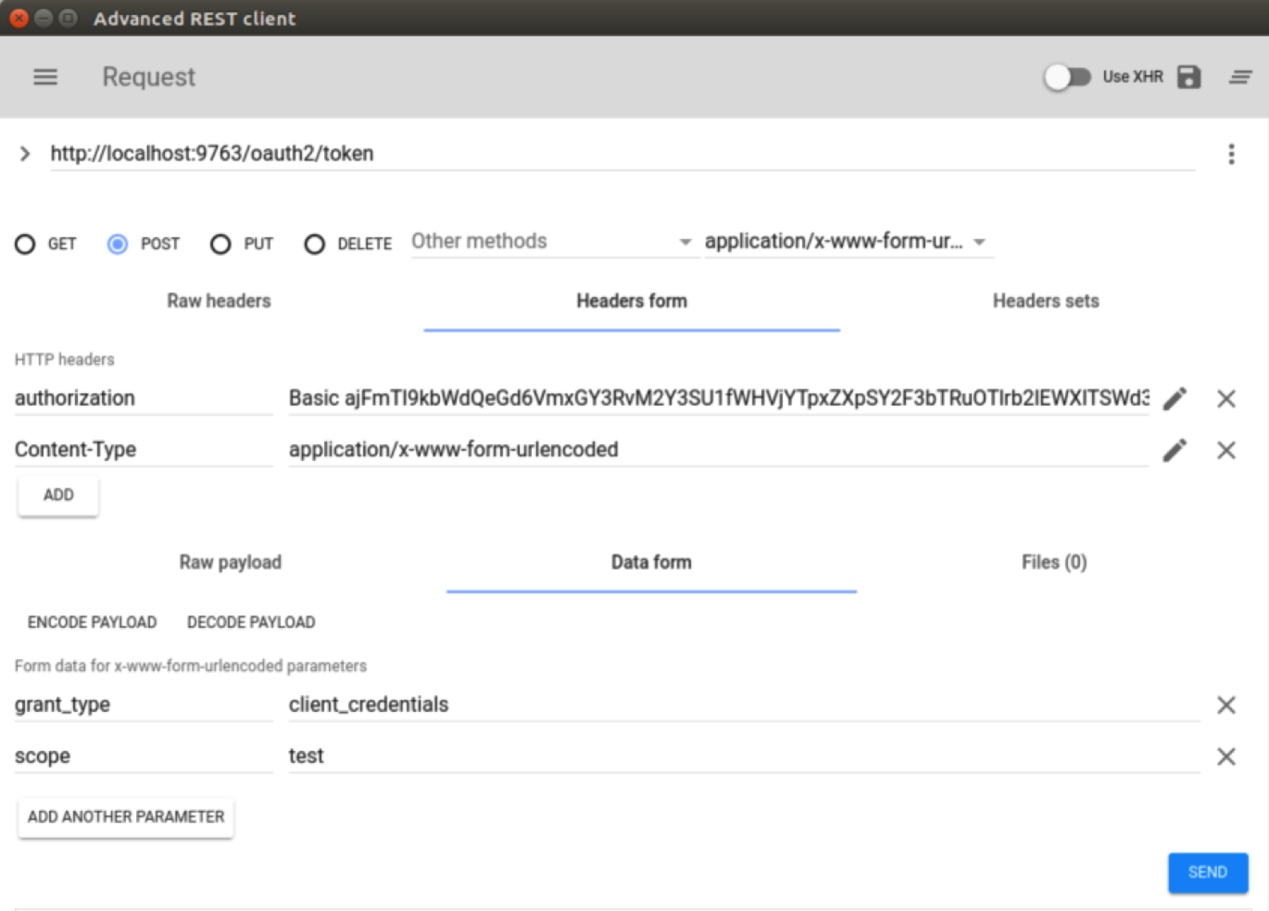 Advanced REST client
Request
Use XHR
http://localhost:9763/oauth2/token
GET POST PUT DELETE Other methods application/x-www-form-ur...
Raw headers Headers form Headers sets
HTTP headers
authorization Basic
Content-Type application/x-www-form-urlencoded
ADD
Raw payload Data form Files (0)
ENCODE PAYLOAD DECODE PAYLOAD
Form data for x-www-form-urlencoded parameters
grant_type client_credentials
scope test
ADD ANOTHER PARAMETER
SEND